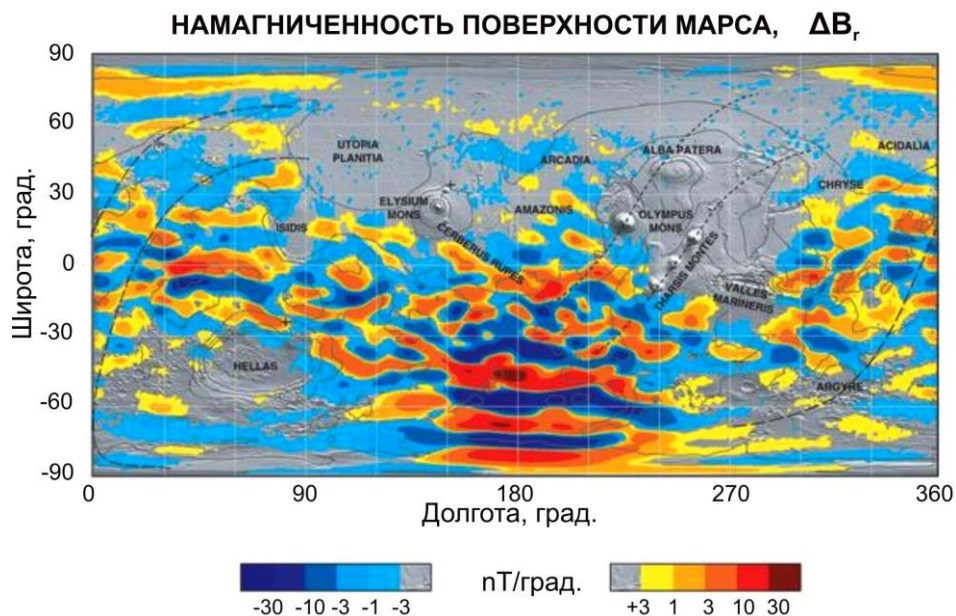 НАМАГНИЧЕННОСТЬ ПОВЕРХНОСТИ МАРСА, ΔBr
90
60
30
0
-30
-60
-90
Широта, град.
UTOPIA
PLANITIA
ARCADIA
ALBA PATERA
ACIDALIA
ELYSIUM
MONS
AMAZONIS
OLYMPUS
MONS
CHRYSE
ISIDIS
CERBERUS RUPES
THARSIS MONTES
VALLES
MARINERIS
HELLAS
ARGYRE
0 90 180 270 360
Долгота, град.
-30 -10 -3 -1 -3
nT/град.
+3 1 3 10 30